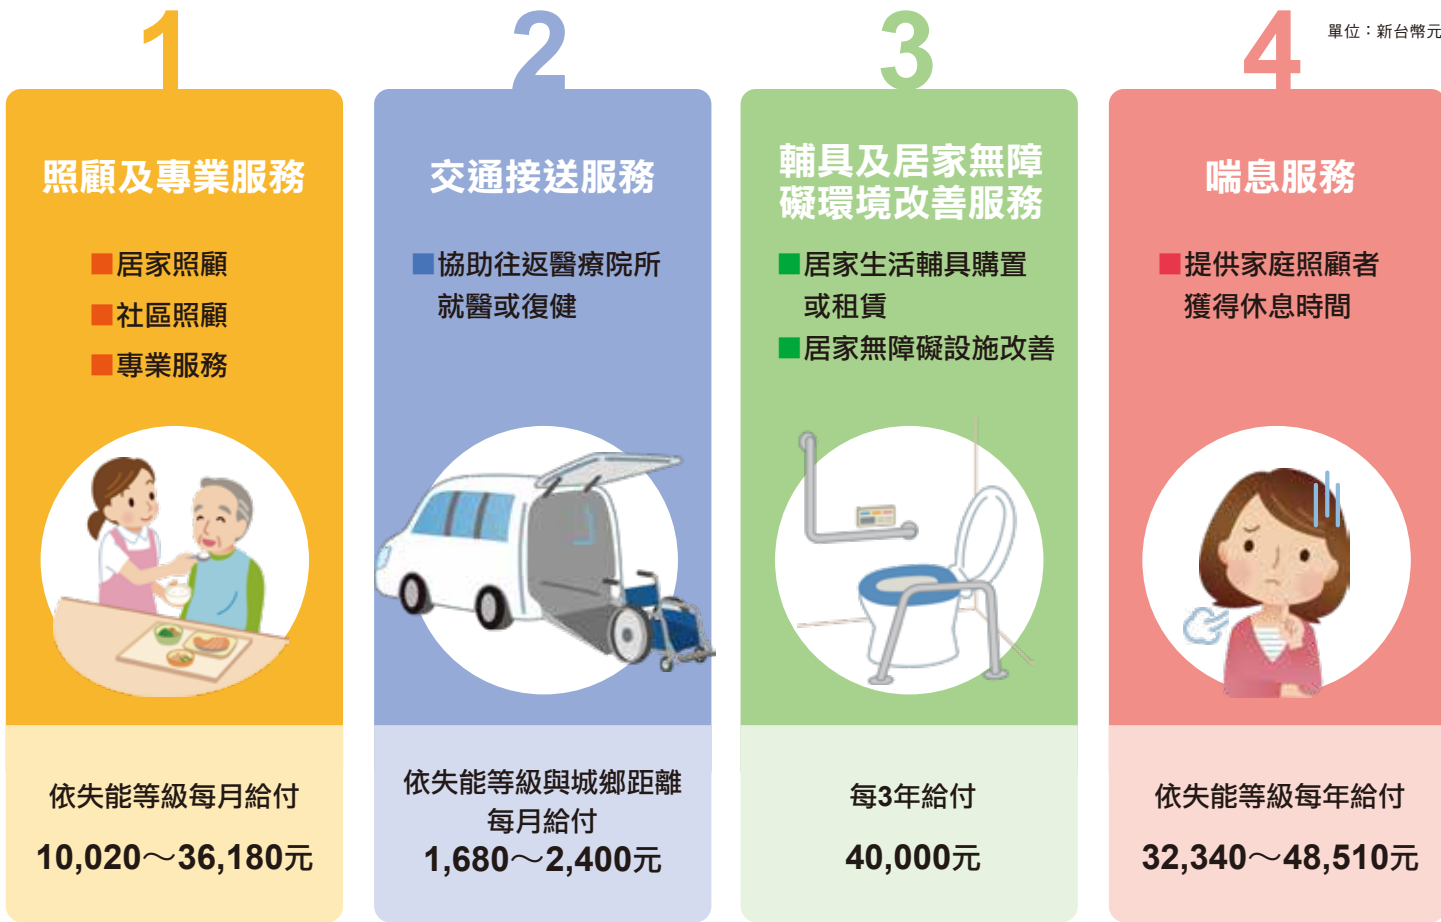 單位：新台幣元
1
照顧及專業服務
■居家照顧
■社區照顧
■專業服務
依失能等級每月給付
10,020～36,180元
2
交通接送服務
■協助往返醫療院所
就醫或復健
依失能等級與城鄉距離
每月給付
1,680～2,400元
3
輔具及居家無障
礙環境改善服務
■居家生活輔具購置
或租賃
■居家無障礙設施改善
每3年給付
40,000元
4
喘息服務
■提供家庭照顧者
獲得休息時間
依失能等級每年給付
32,340～48,510元